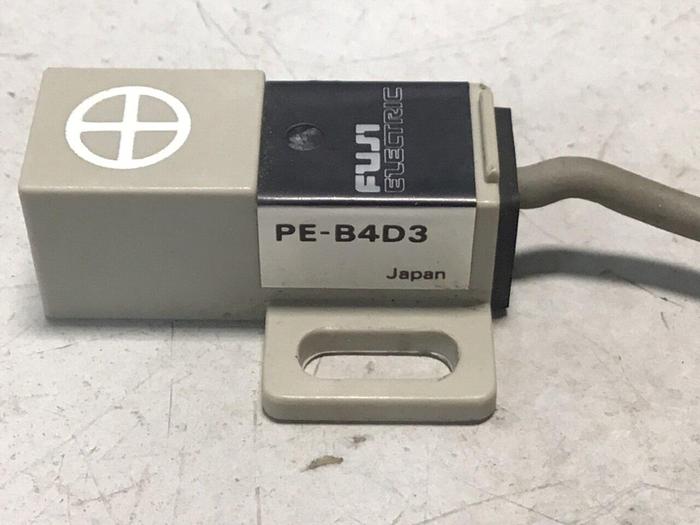 FUJI
ELECTRIC
PE-B4D3
Japan